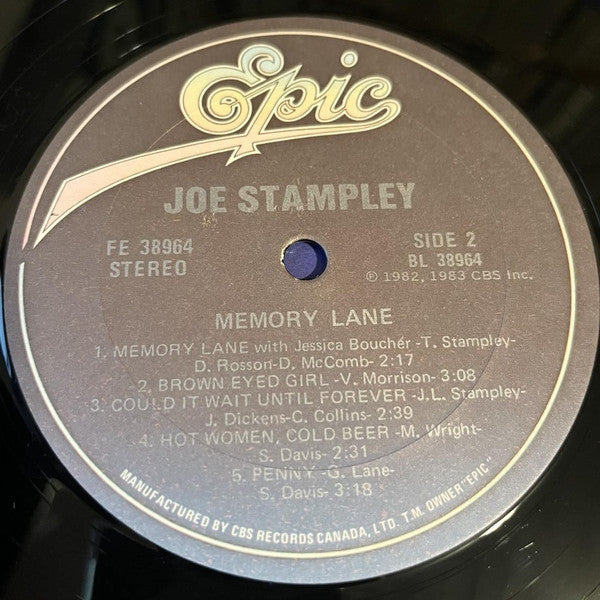 Epic
JOE STAMPLEY
FE 38964
STEREO
SIDE 2
BL 38964
℗ 1982, 1983 CBS Inc.
MEMORY LANE
1. MEMORY LANE with Jessica Bouchér -T. Stampley-
D. Rosson-D. McComb- 2:17
2. BROWN EYED GIRL -V. Morrison- 3:08
3. COULD IT WAIT UNTIL FOREVER -J.L. Stampley-
J. Dickens-C. Collins- 2:39
4. HOT WOMEN, COLD BEER -M. Wright-
S. Davis- 2:31
5. PENNY -G. Lane-
S. Davis- 3:18
MANUFACTURED BY CBS RECORDS CANADA, LTD. T.M. OWNER "EPIC"